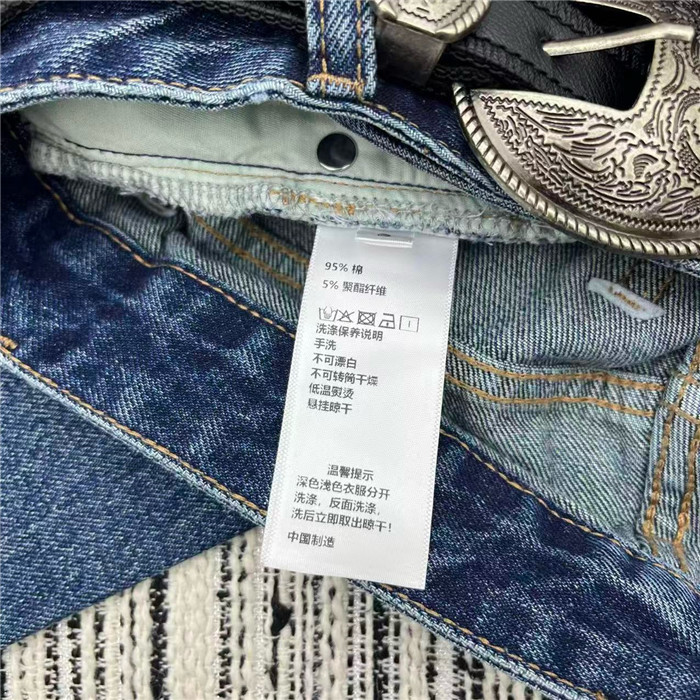 95% 棉
5% 聚酯纤维
洗涤保养说明
手洗
不可漂白
不可转筒干燥
低温熨烫
悬挂晾干
温馨提示
深色浅色衣服分开
洗涤，反面洗涤，
洗后立即取出晾干！
中国制造